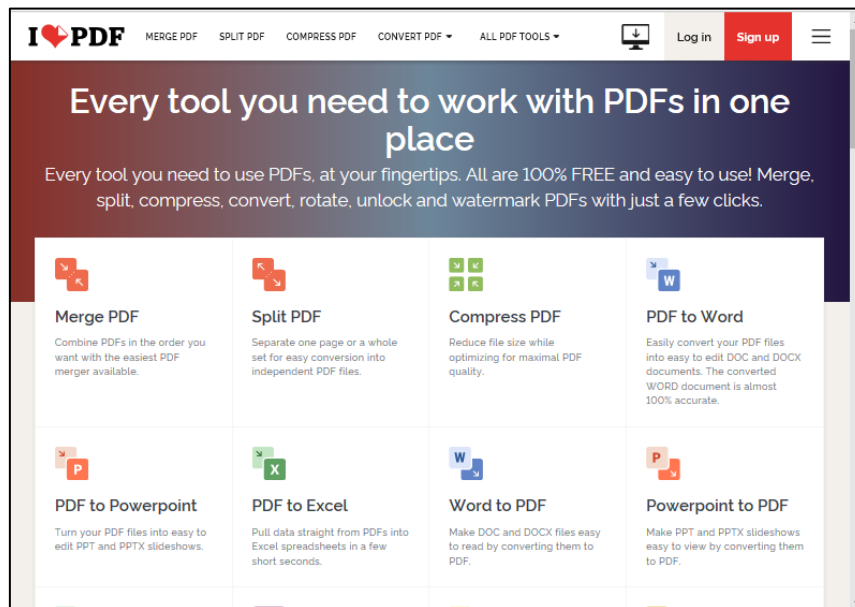 I PDF
MERGE PDF
SPLIT PDF
COMPRESS PDF
CONVERT PDF
ALL PDF TOOLS
Log in
Sign up
Every tool you need to work with PDFs in one
place
Every tool you need to use PDFs, at your fingertips. All are 100% FREE and easy to use! Merge,
split, compress, convert, rotate, unlock and watermark PDFs with just a few clicks.
Merge PDF
Combine PDFs in the order you
want with the easiest PDF
merger available.
Split PDF
Separate one page or a whole
set for easy conversion into
independent PDF files.
Compress PDF
Reduce file size while
optimizing for maximal PDF
quality.
W
PDF to Word
Easily convert your PDF files
into easy to edit DOC and DOCX
documents. The converted
WORD document is almost
100% accurate.
P
PDF to Powerpoint
Turn your PDF files into easy to
edit PPT and PPTX slideshows.
X
PDF to Excel
Pull data straight from PDFs into
Excel spreadsheets in a few
short seconds.
W
Word to PDF
Make DOC and DOCX files easy
to read by converting them to
PDF.
P
Powerpoint to PDF
Make PPT and PPTX slideshows
easy to view by converting them
to PDF.